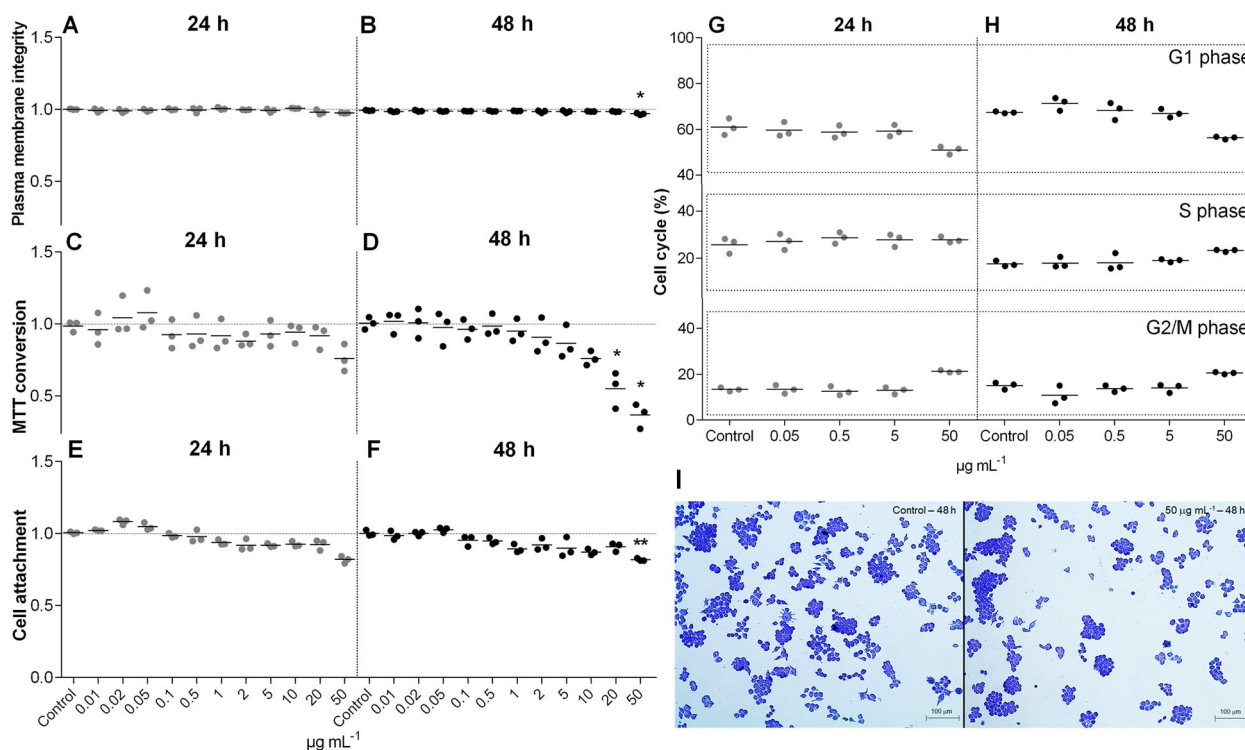 A 24 h B 48 h
Plasma membrane integrity
1.5
1.0
0.5
*
C 24 h D 48 h
MTT conversion
1.5
1.0
0.5
*
*
E 24 h F 48 h
Cell attachment
1.5
1.0
0.5
0.0
**
Control 0.01 0.02 0.05 0.1 0.5 1 2 5 10 20 50 Control 0.01 0.02 0.05 0.1 0.5 1 2 5 10 20 50
µg mL⁻¹
G 24 h H 48 h
Cell cycle (%)
100
80
60
40
20
40
20
0
G1 phase
S phase
G2/M phase
Control 0.05 0.5 5 50 Control 0.05 0.5 5 50
µg mL⁻¹
I
Control – 48 h
50 µg mL⁻¹ – 48 h
100 µm
100 µm